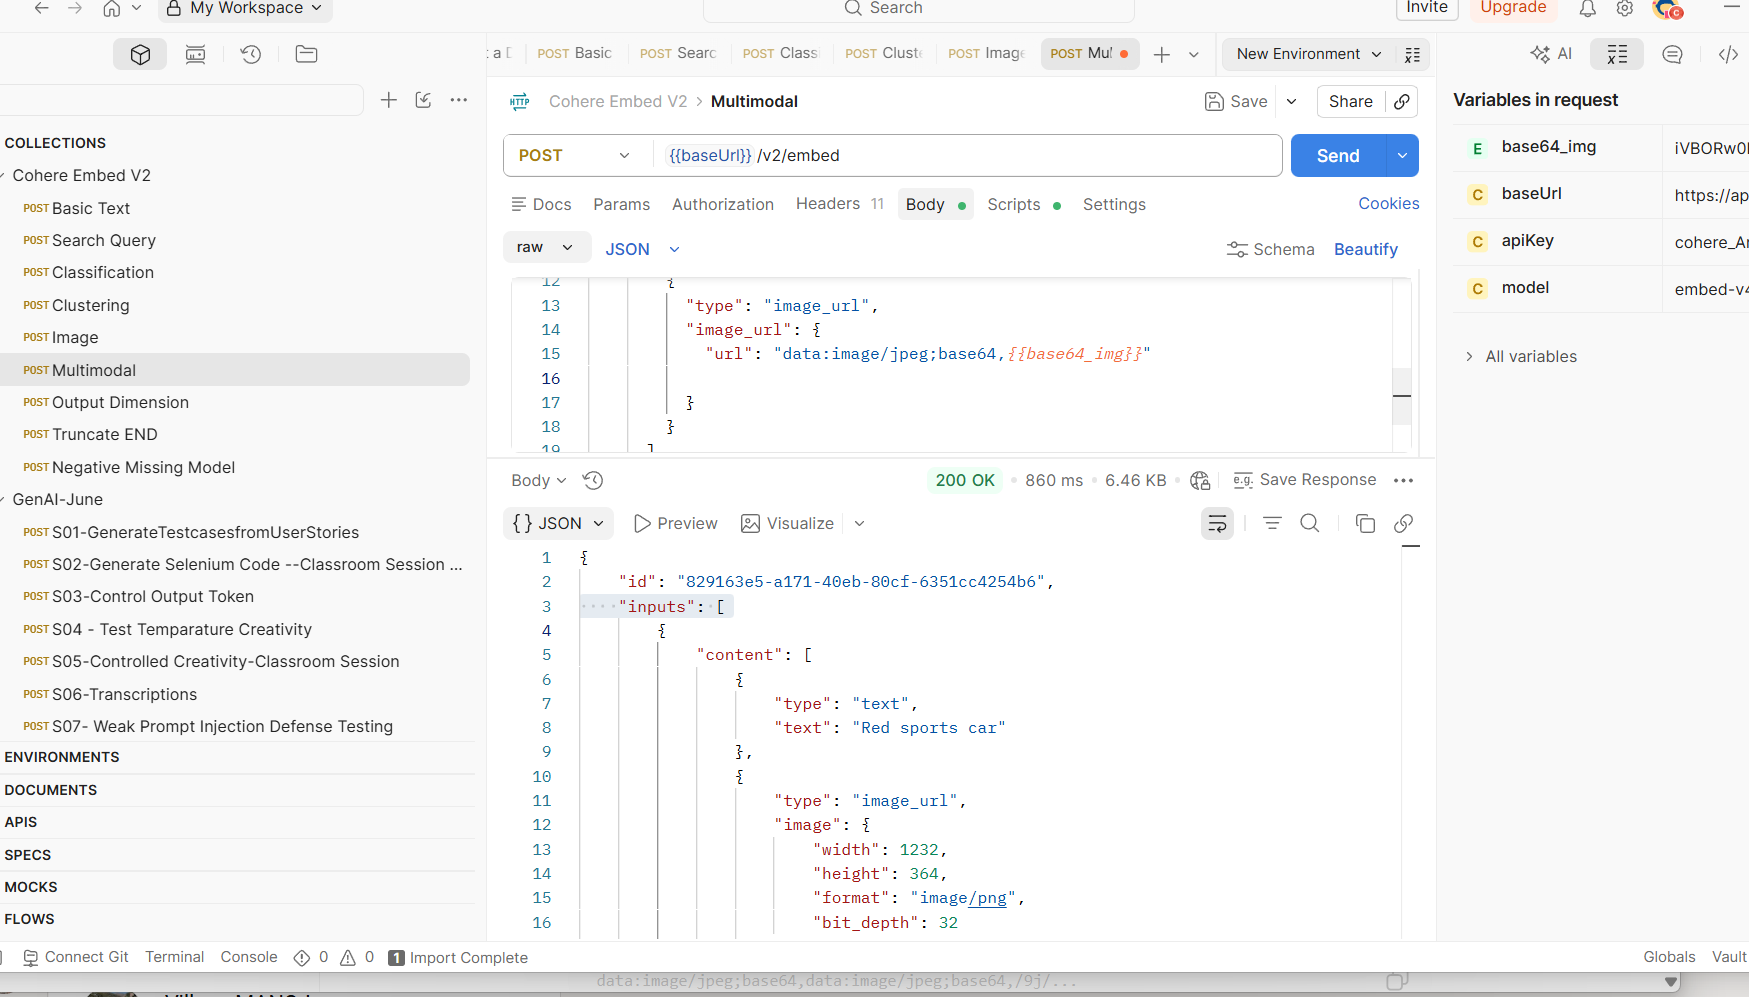 My Workspace
Search
Invite
Upgrade
POST Basic
POST Searc
POST Classi
POST Cluste
POST Image
POST Mul
New Environment
AI
Cohere Embed V2 > Multimodal
Save
Share
Variables in request
COLLECTIONS
Cohere Embed V2
POST Basic Text
POST Search Query
POST Classification
POST Clustering
POST Image
POST Multimodal
POST Output Dimension
POST Truncate END
POST Negative Missing Model
GenAI-June
POST S01-GenerateTestcasesfromUserStories
POST S02-Generate Selenium Code --Classroom Session ...
POST S03-Control Output Token
POST S04 - Test Temparature Creativity
POST S05-Controlled Creativity-Classroom Session
POST S06-Transcriptions
POST S07- Weak Prompt Injection Defense Testing
ENVIRONMENTS
DOCUMENTS
APIS
SPECS
MOCKS
FLOWS
HTTP
POST
{{baseUrl}} /v2/embed
Send
Docs Params Authorization Headers 11 Body Scripts Settings
Cookies
raw
JSON
Schema
Beautify
12 {
13 "type": "image_url",
14 "image_url": {
15 "url": "data:image/jpeg;base64,{{base64_img}}"
16
17 }
18 }
19 ]
Body
200 OK • 860 ms • 6.46 KB
e.g. Save Response
{} JSON
Preview
Visualize
1 {
2 "id": "829163e5-a171-40eb-80cf-6351cc4254b6",
3 "inputs": [
4 {
5 "content": [
6 {
7 "type": "text",
8 "text": "Red sports car"
9 },
10 {
11 "type": "image_url",
12 "image": {
13 "width": 1232,
14 "height": 364,
15 "format": "image/png",
16 "bit_depth": 32
E base64_img iVBORw0
C baseUrl https://ap
C apiKey cohere_A
C model embed-v4
All variables
Connect Git Terminal Console 0 0 1 Import Complete
Globals Vault
data:image/jpeg;base64,data:image/jpeg;base64,/9j/...